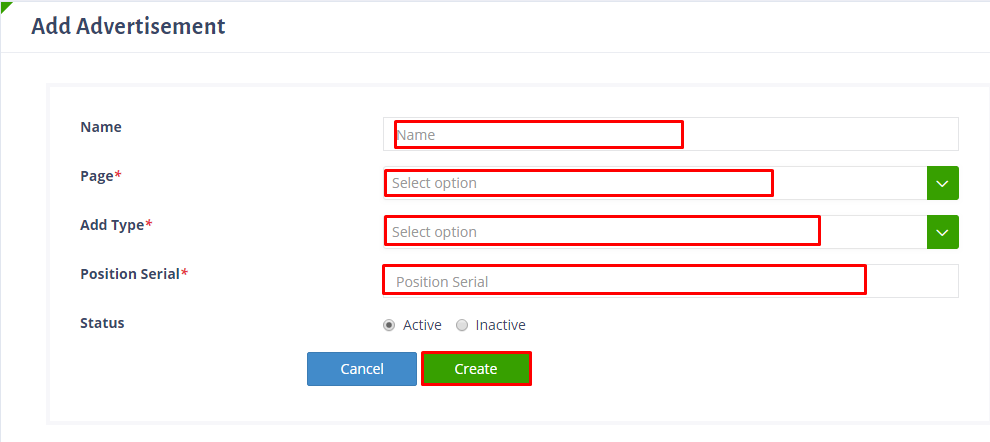 Add Advertisement
Name
Name
Page*
Select option
Add Type*
Select option
Position Serial*
Position Serial
Status
Active Inactive
Cancel Create